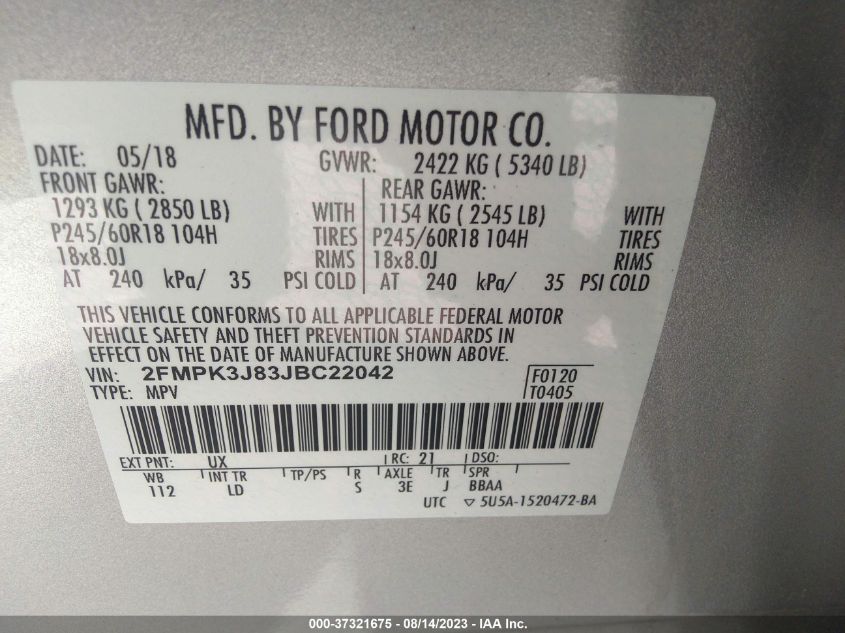 MFD. BY FORD MOTOR CO.
DATE: 05/18 GVWR: 2422 KG ( 5340 LB)
FRONT GAWR: REAR GAWR:
1293 KG ( 2850 LB) WITH 1154 KG ( 2545 LB) WITH
P245/60R18 104H TIRES P245/60R18 104H TIRES
18x8.0J RIMS 18x8.0J RIMS
AT 240 kPa/ 35 PSI COLD AT 240 kPa/ 35 PSI COLD
THIS VEHICLE CONFORMS TO ALL APPLICABLE FEDERAL MOTOR
VEHICLE SAFETY AND THEFT PREVENTION STANDARDS IN
EFFECT ON THE DATE OF MANUFACTURE SHOWN ABOVE.
VIN: 2FMPK3J83JBC22042 F0120
TYPE: MPV T0405
EXT PNT: UX RC: 21 DSO:
WB INT TR TP/PS R AXLE TR SPR
112 LD S 3E J BBAA
UTC ▽ 5U5A-1520472-BA
000-37321675 - 08/14/2023 - IAA Inc.